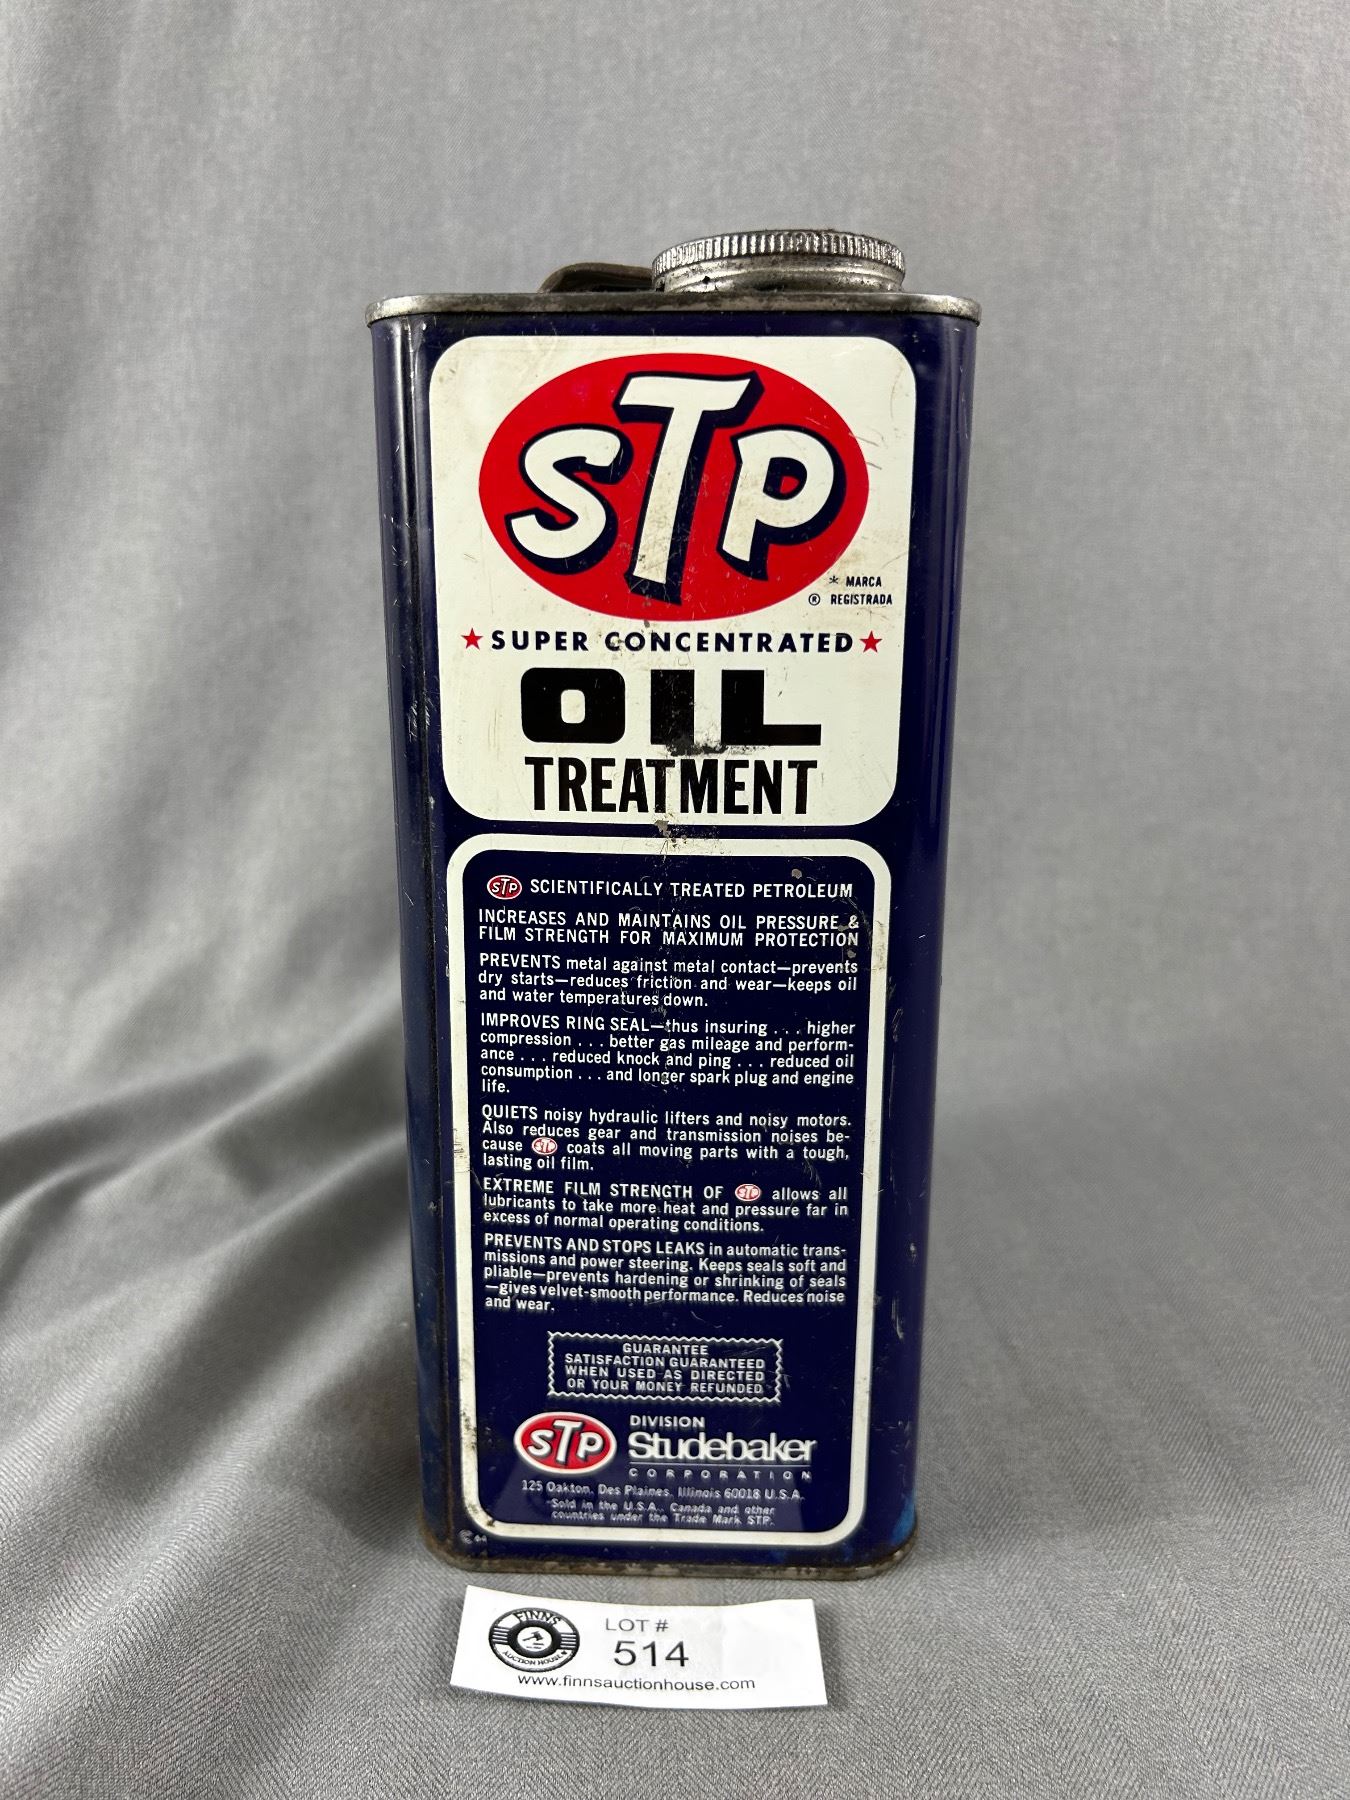 STP
* MARCA
® REGISTRADA
★ SUPER CONCENTRATED ★
OIL
TREATMENT
STP SCIENTIFICALLY TREATED PETROLEUM
INCREASES AND MAINTAINS OIL PRESSURE &
FILM STRENGTH FOR MAXIMUM PROTECTION
PREVENTS metal against metal contact—prevents
dry starts—reduces friction and wear—keeps oil
and water temperatures down.
IMPROVES RING SEAL—thus insuring . . . higher
compression . . . better gas mileage and perform-
ance . . . reduced knock and ping . . . reduced oil
consumption . . . and longer spark plug and engine
life.
QUIETS noisy hydraulic lifters and noisy motors.
Also reduces gear and transmission noises be-
cause STP coats all moving parts with a tough,
lasting oil film.
EXTREME FILM STRENGTH OF STP allows all
lubricants to take more heat and pressure far in
excess of normal operating conditions.
PREVENTS AND STOPS LEAKS in automatic trans-
missions and power steering. Keeps seals soft and
pliable—prevents hardening or shrinking of seals
—gives velvet-smooth performance. Reduces noise
and wear.
GUARANTEE
SATISFACTION GUARANTEED
WHEN USED AS DIRECTED
OR YOUR MONEY REFUNDED
STP
DIVISION
Studebaker
CORPORATION
125 Oakton, Des Plaines, Illinois 60018 U.S.A.
Sold in the U.S.A., Canada and other
countries under the Trade Mark STP.
FINNS
AUCTION HOUSE
LOT #
514
www.finnsauctionhouse.com